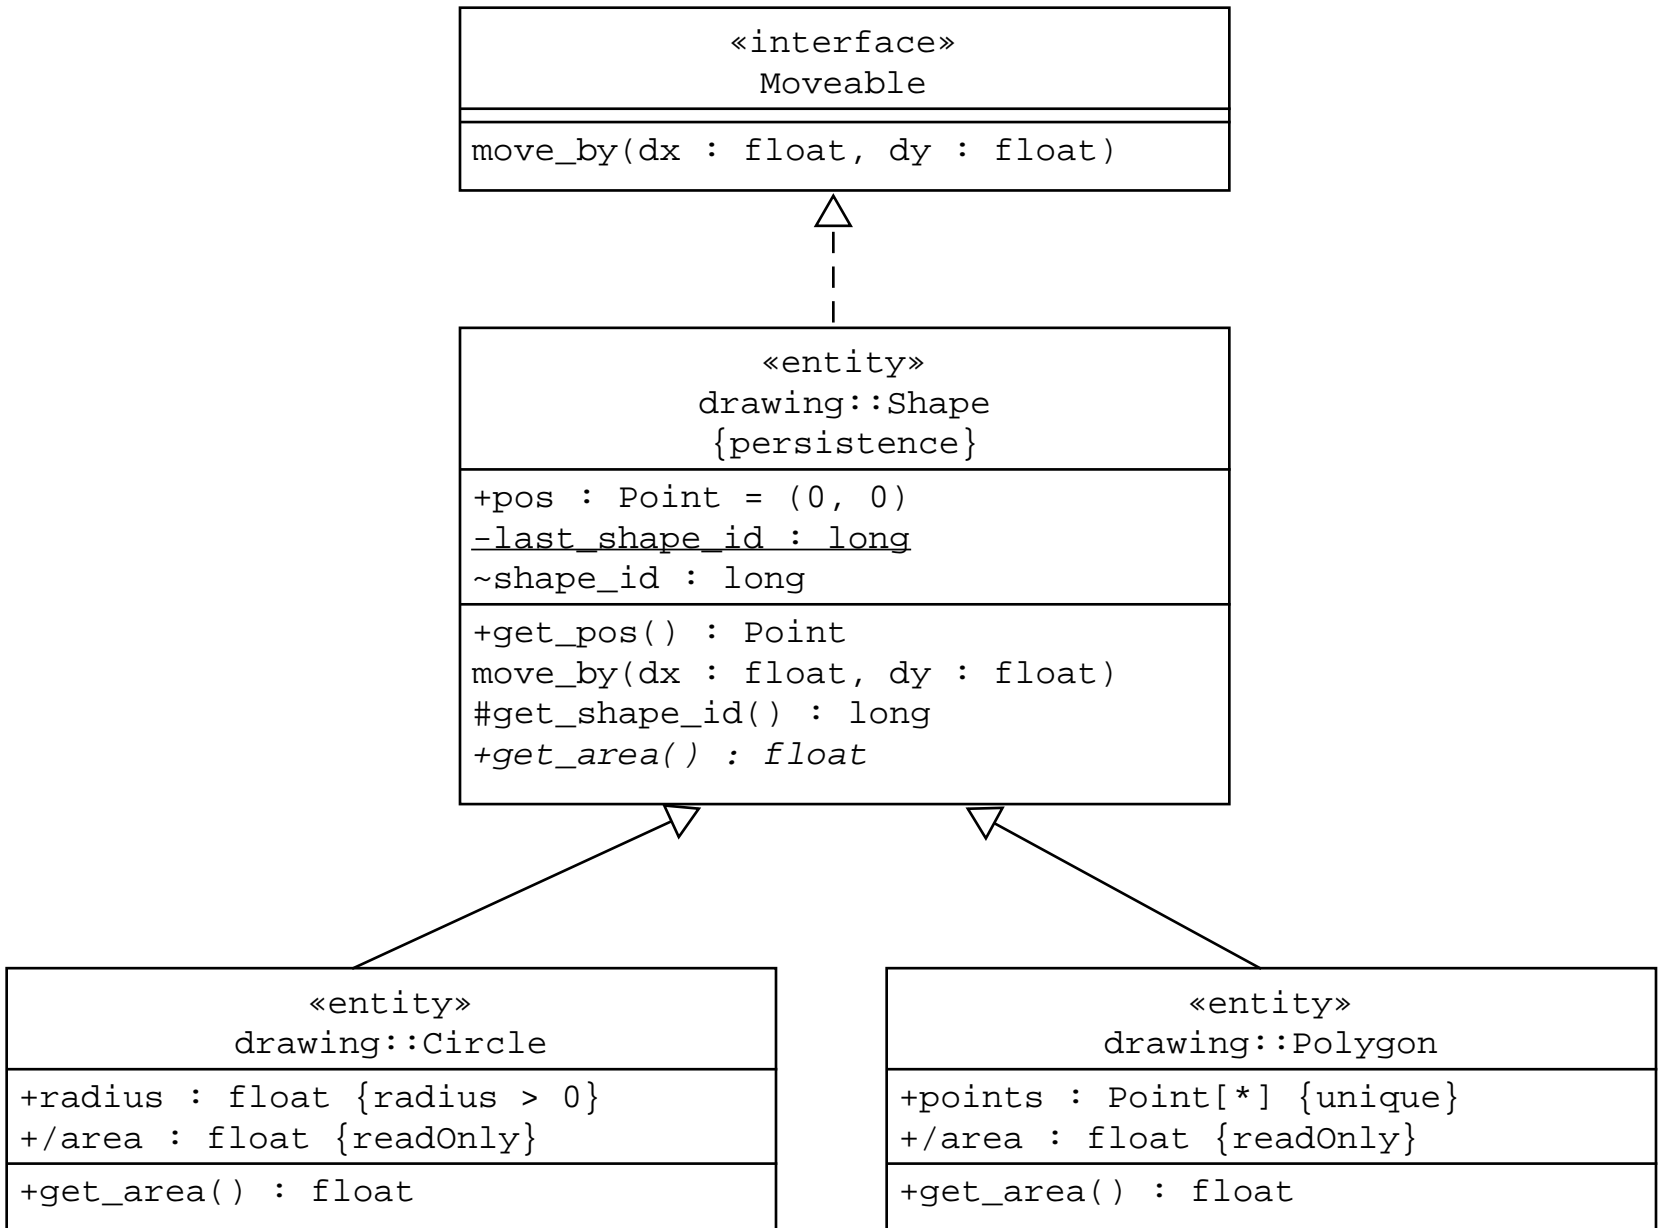 «interface»
Moveable
move_by(dx : float, dy : float)
«entity»
drawing::Shape
{persistence}
+pos : Point = (0, 0)
-last_shape_id : long
~shape_id : long
+get_pos() : Point
move_by(dx : float, dy : float)
#get_shape_id() : long
+get_area() : float
«entity»
drawing::Circle
+radius : float {radius > 0}
+/area : float {readOnly}
+get_area() : float
«entity»
drawing::Polygon
+points : Point[*] {unique}
+/area : float {readOnly}
+get_area() : float